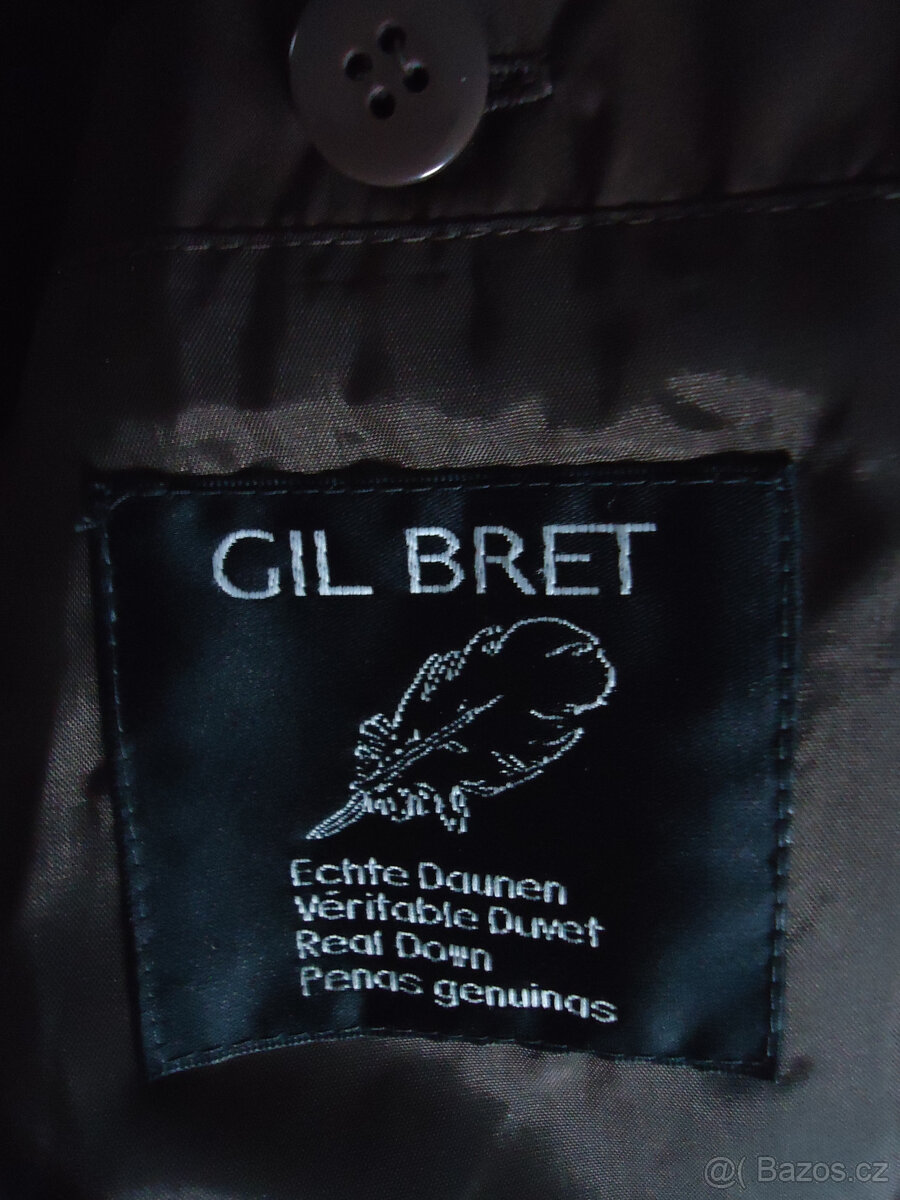 GIL BRET
Echte Daunen
Véritable Duvet
Real Down
Penas genuinas
@( Bazos.cz